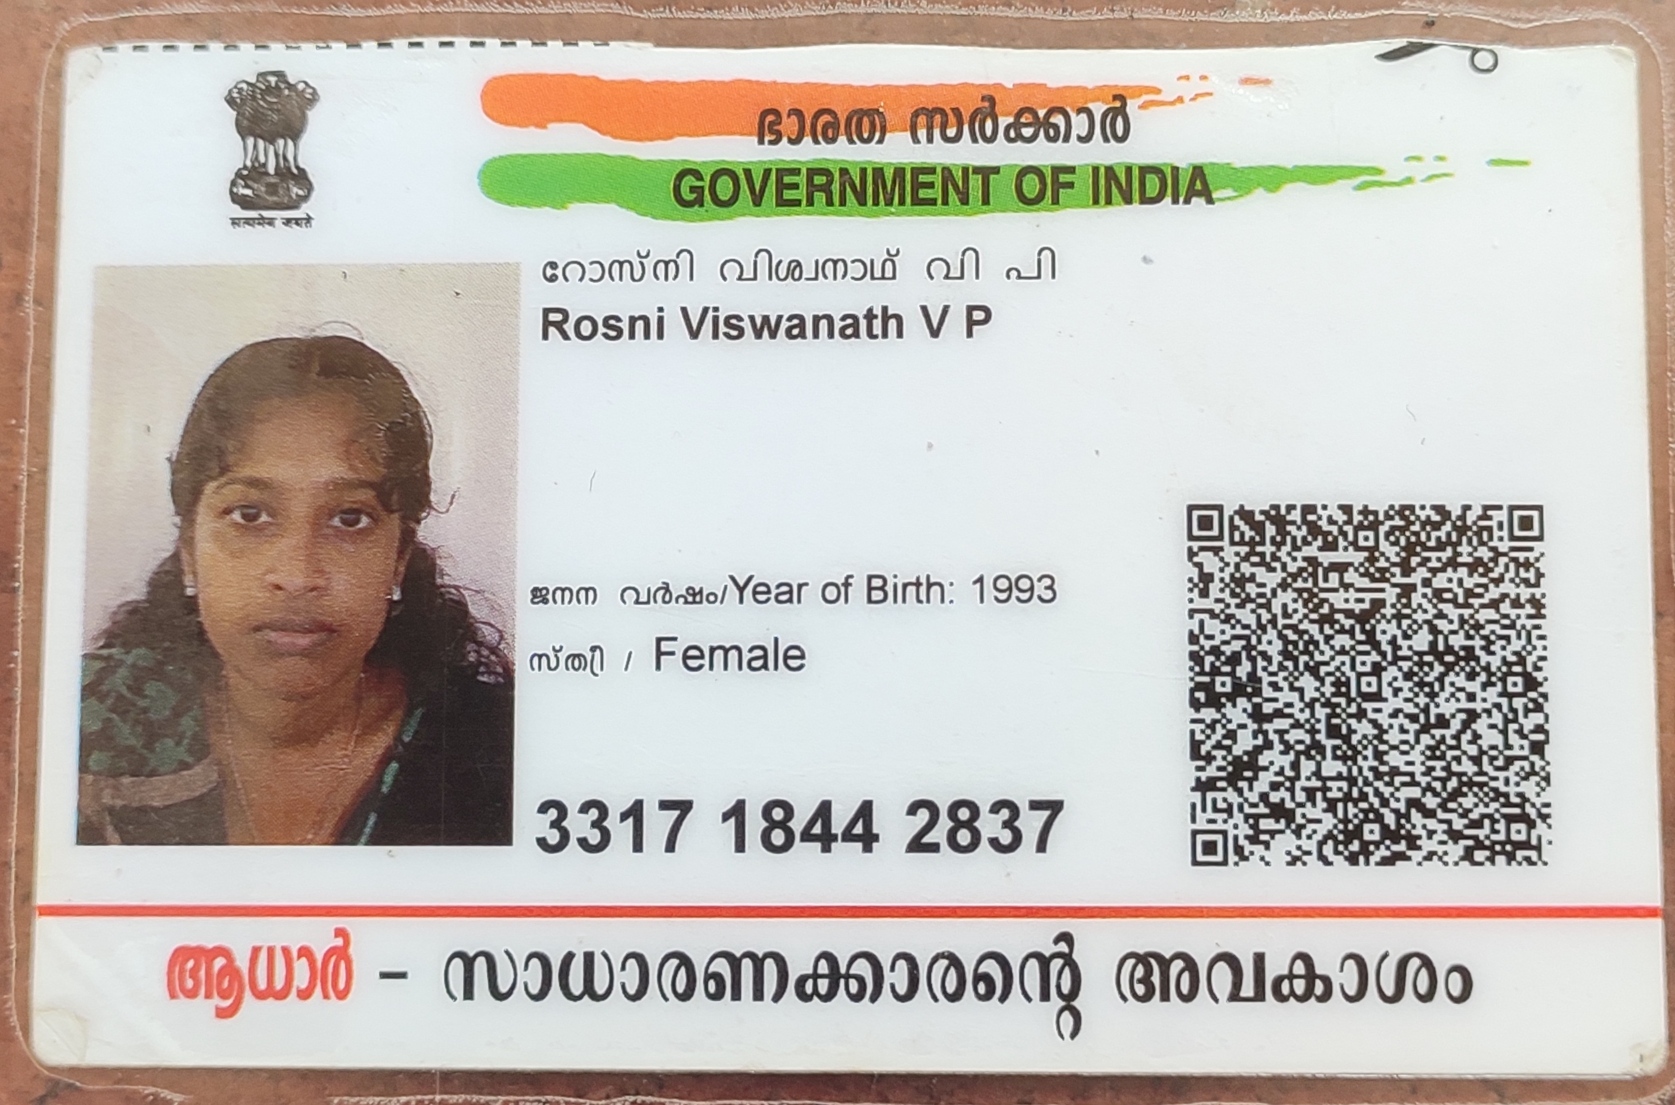 ഭാരത സർക്കാർ
GOVERNMENT OF INDIA
सत्यमेव जयते
റോസ്നി വിശ്വനാഥ് വി പി
Rosni Viswanath V P
ജനന വർഷം/Year of Birth: 1993
സ്ത്രീ / Female
3317 1844 2837
ആധാർ - സാധാരണക്കാരന്റെ അവകാശം